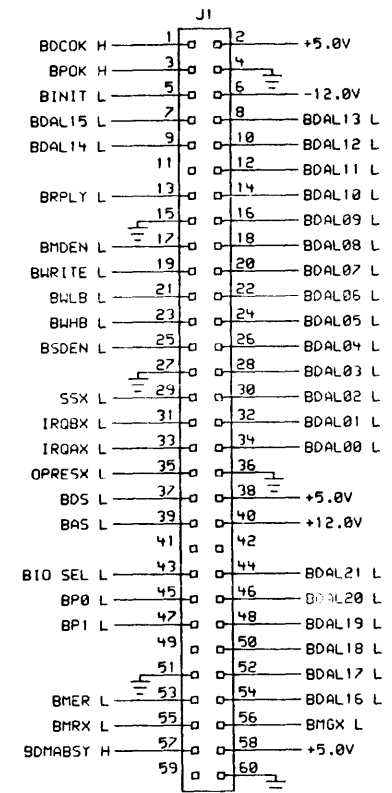 J1
BDCOK H 1 2 +5.0V
BPOK H 3 4
BINIT L 5 6 -12.0V
BDAL15 L 7 8 BDAL13 L
BDAL14 L 9 10 BDAL12 L
11 12 BDAL11 L
BRPLY L 13 14 BDAL10 L
15 16 BDAL09 L
BMDEN L 17 18 BDAL08 L
BWRITE L 19 20 BDAL07 L
BWLB L 21 22 BDAL06 L
BWHB L 23 24 BDAL05 L
BSDEN L 25 26 BDAL04 L
27 28 BDAL03 L
SSX L 29 30 BDAL02 L
IRQBX L 31 32 BDAL01 L
IRQAX L 33 34 BDAL00 L
OPRESX L 35 36
BDS L 37 38 +5.0V
BAS L 39 40 +12.0V
41 42
BIO SEL L 43 44 BDAL21 L
BP0 L 45 46 BDAL20 L
BP1 L 47 48 BDAL19 L
49 50 BDAL18 L
51 52 BDAL17 L
BMER L 53 54 BDAL16 L
BMRX L 55 56 BMGX L
BDMABSY H 57 58 +5.0V
59 60